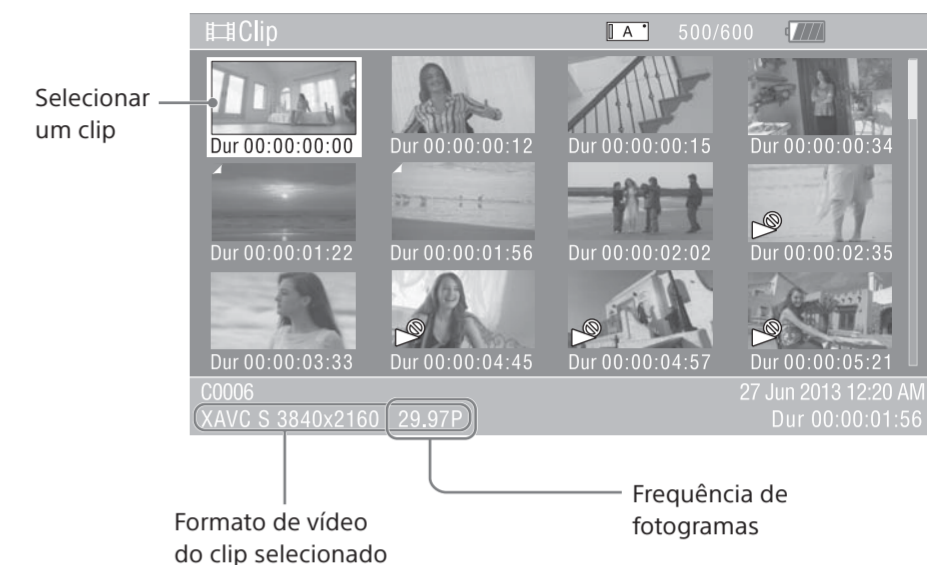 Clip A 500/600
Selecionar
um clip
Dur 00:00:00:00 Dur 00:00:00:12 Dur 00:00:00:15 Dur 00:00:00:34
Dur 00:00:01:22 Dur 00:00:01:56 Dur 00:00:02:02 Dur 00:00:02:35
Dur 00:00:03:33 Dur 00:00:04:45 Dur 00:00:04:57 Dur 00:00:05:21
C0006 27 Jun 2013 12:20 AM
XAVC S 3840x2160 29.97P Dur 00:00:01:56
Frequência de
fotogramas
Formato de vídeo
do clip selecionado